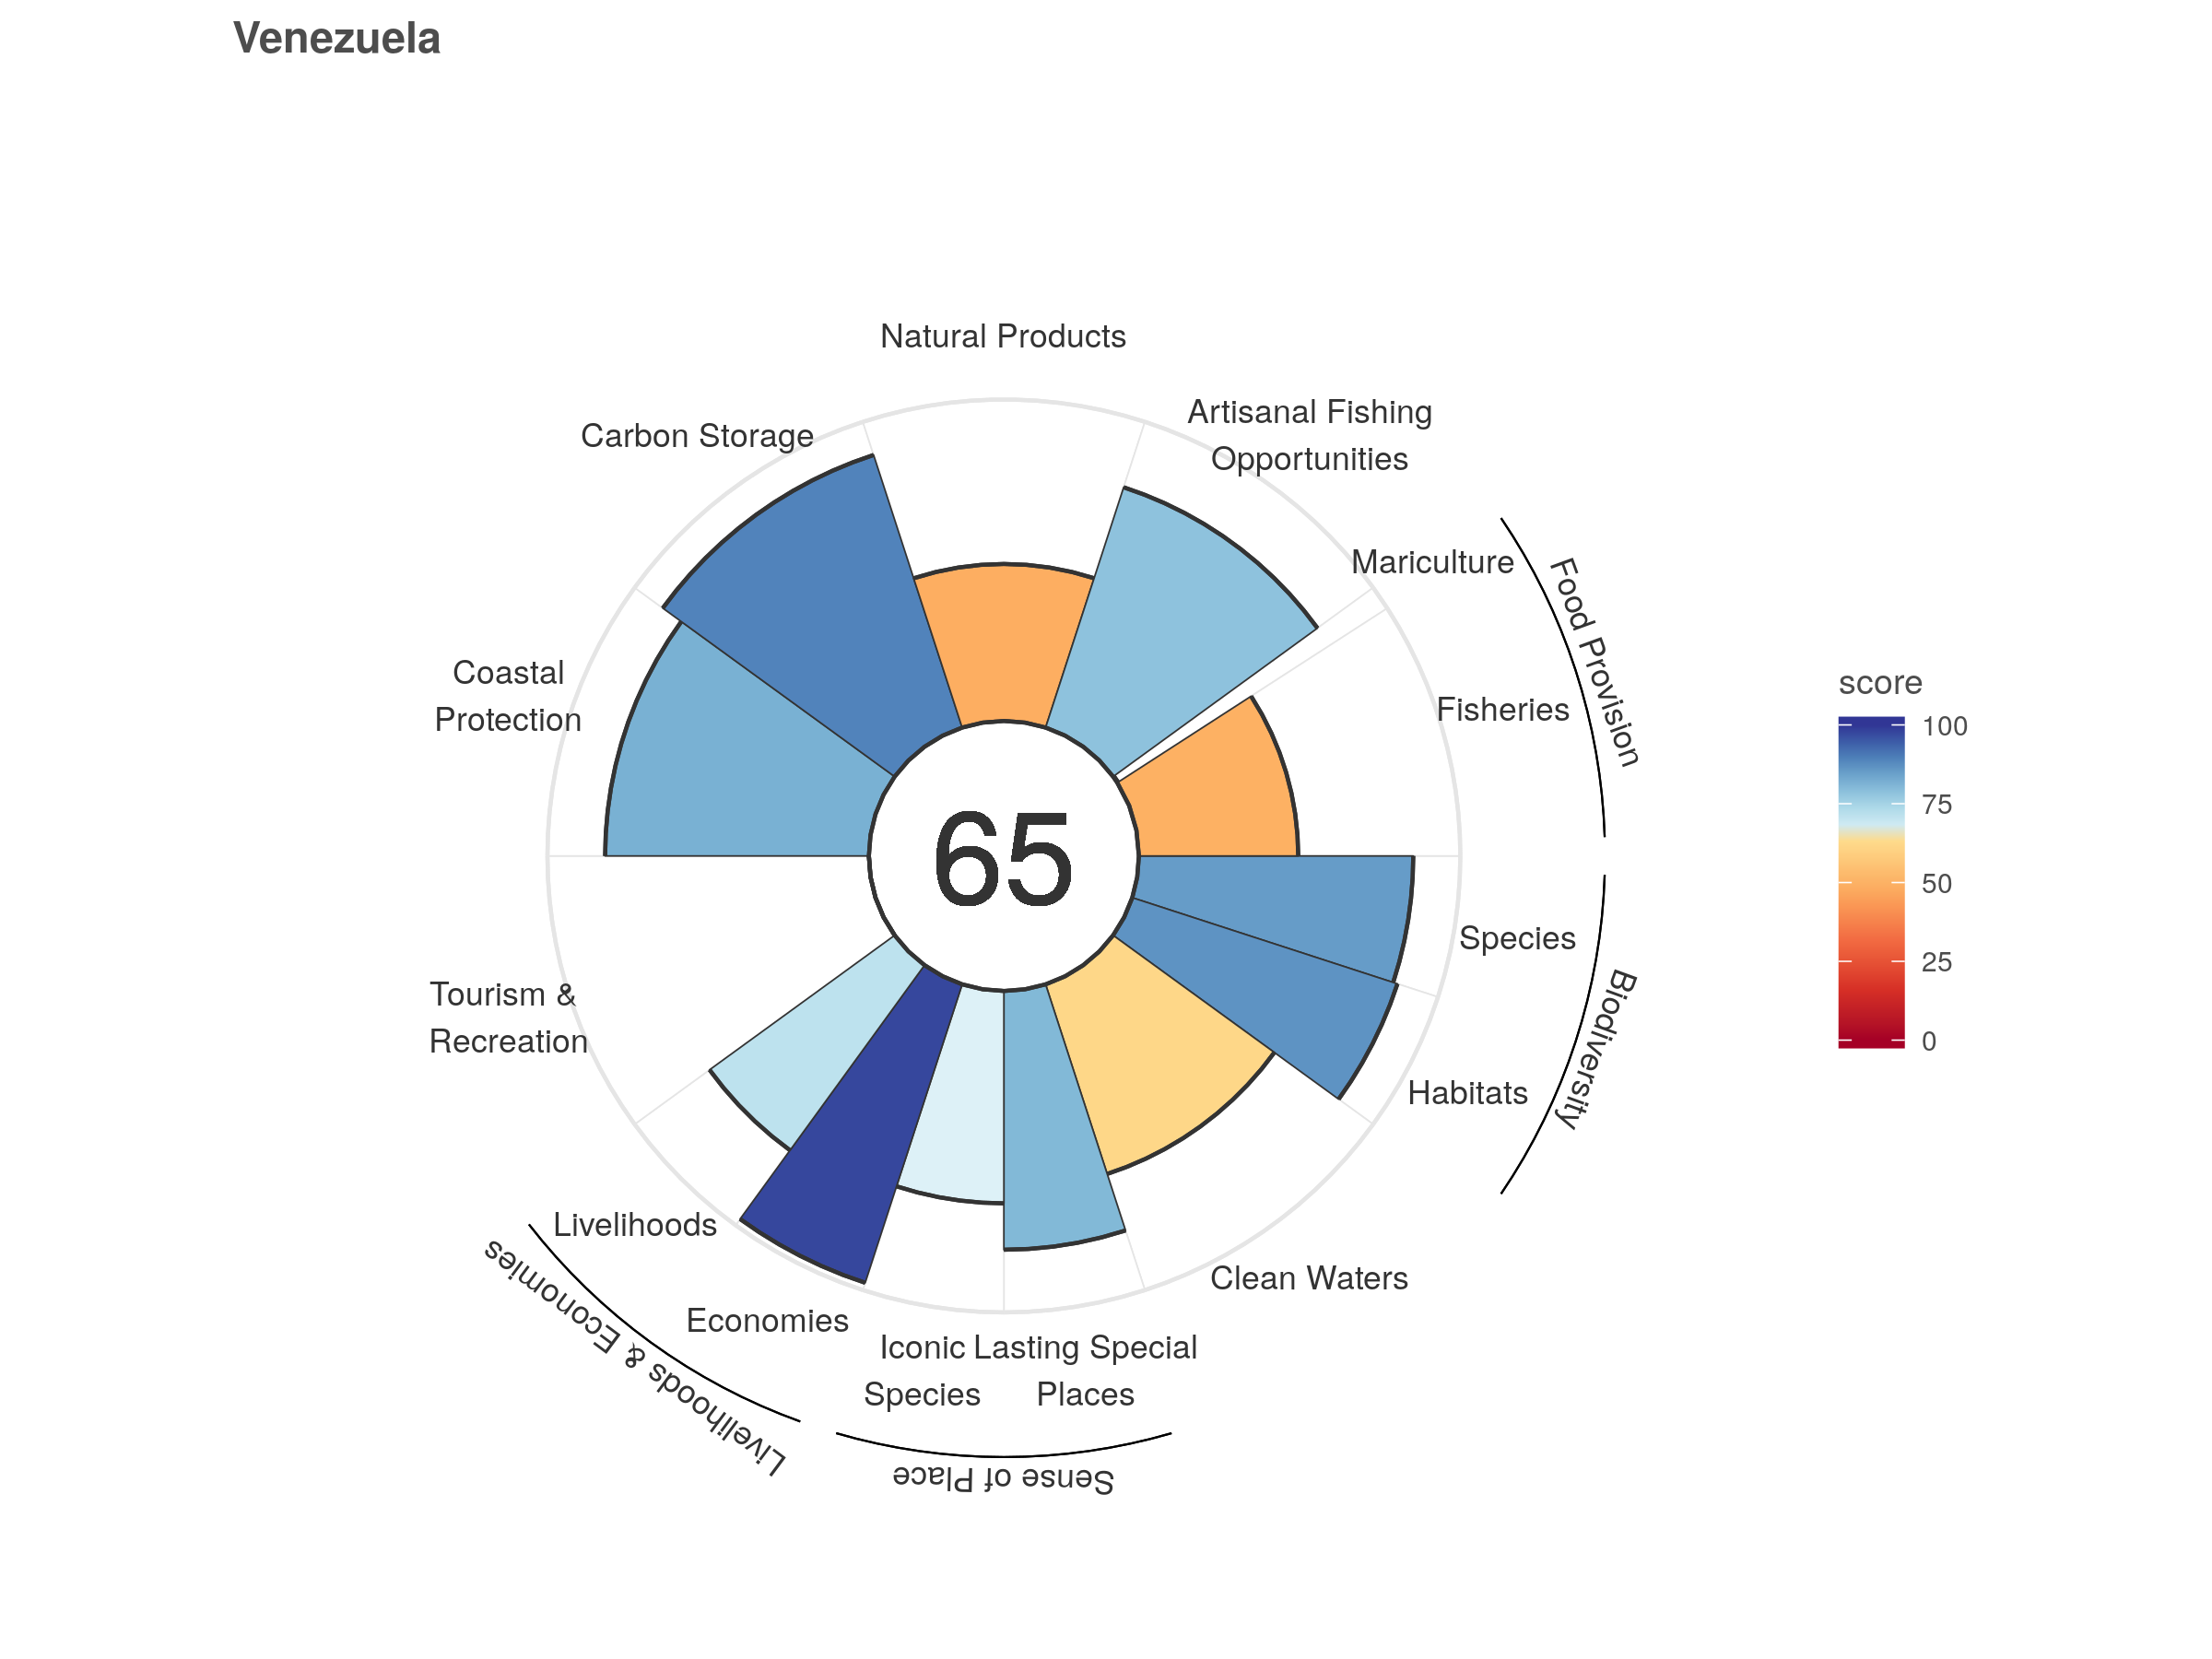 Venezuela
Natural Products
Artisanal Fishing
Opportunities
Carbon Storage
Mariculture
Food Provision
Fisheries
Coastal
Protection
65
Species
Biodiversity
Habitats
Tourism &
Recreation
Livelihoods
Livelihoods & Economies
Economies
Clean Waters
Iconic
Species
Lasting Special
Places
Sense of Place
score
100
75
50
25
0